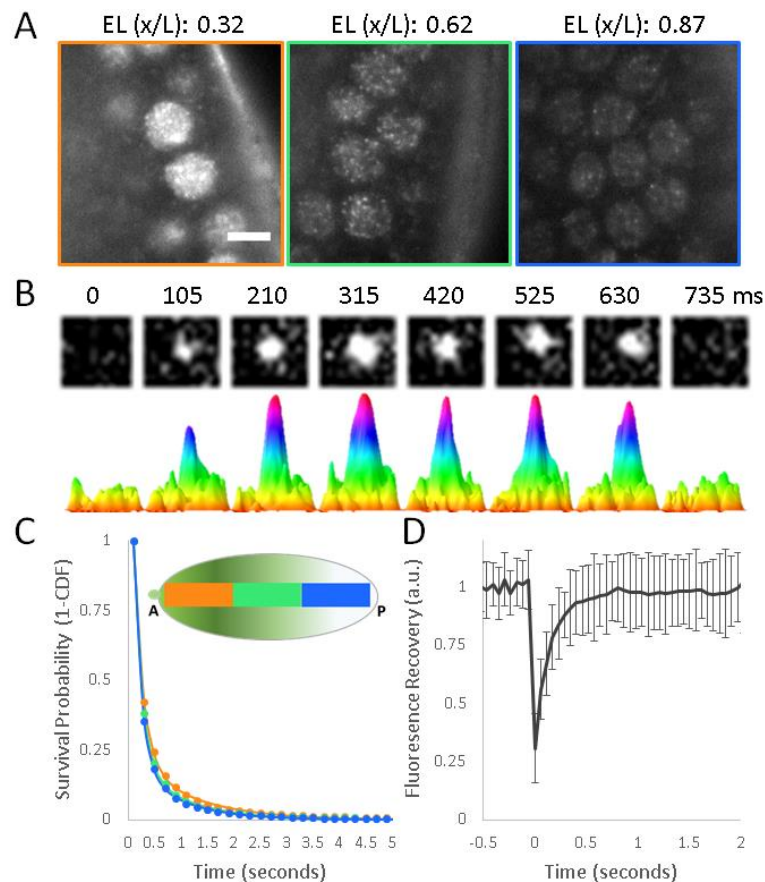 A
EL (x/L): 0.32 EL (x/L): 0.62 EL (x/L): 0.87
B
0 105 210 315 420 525 630 735 ms
C
Survival Probability (1-CDF)
1
0.75
0.5
0.25
0
A P
0 0.5 1 1.5 2 2.5 3 3.5 4 4.5 5
Time (seconds)
D
Fluoresence Recovery (a.u.)
1
0.75
0.5
0.25
0
-0.5 0 0.5 1 1.5 2
Time (seconds)